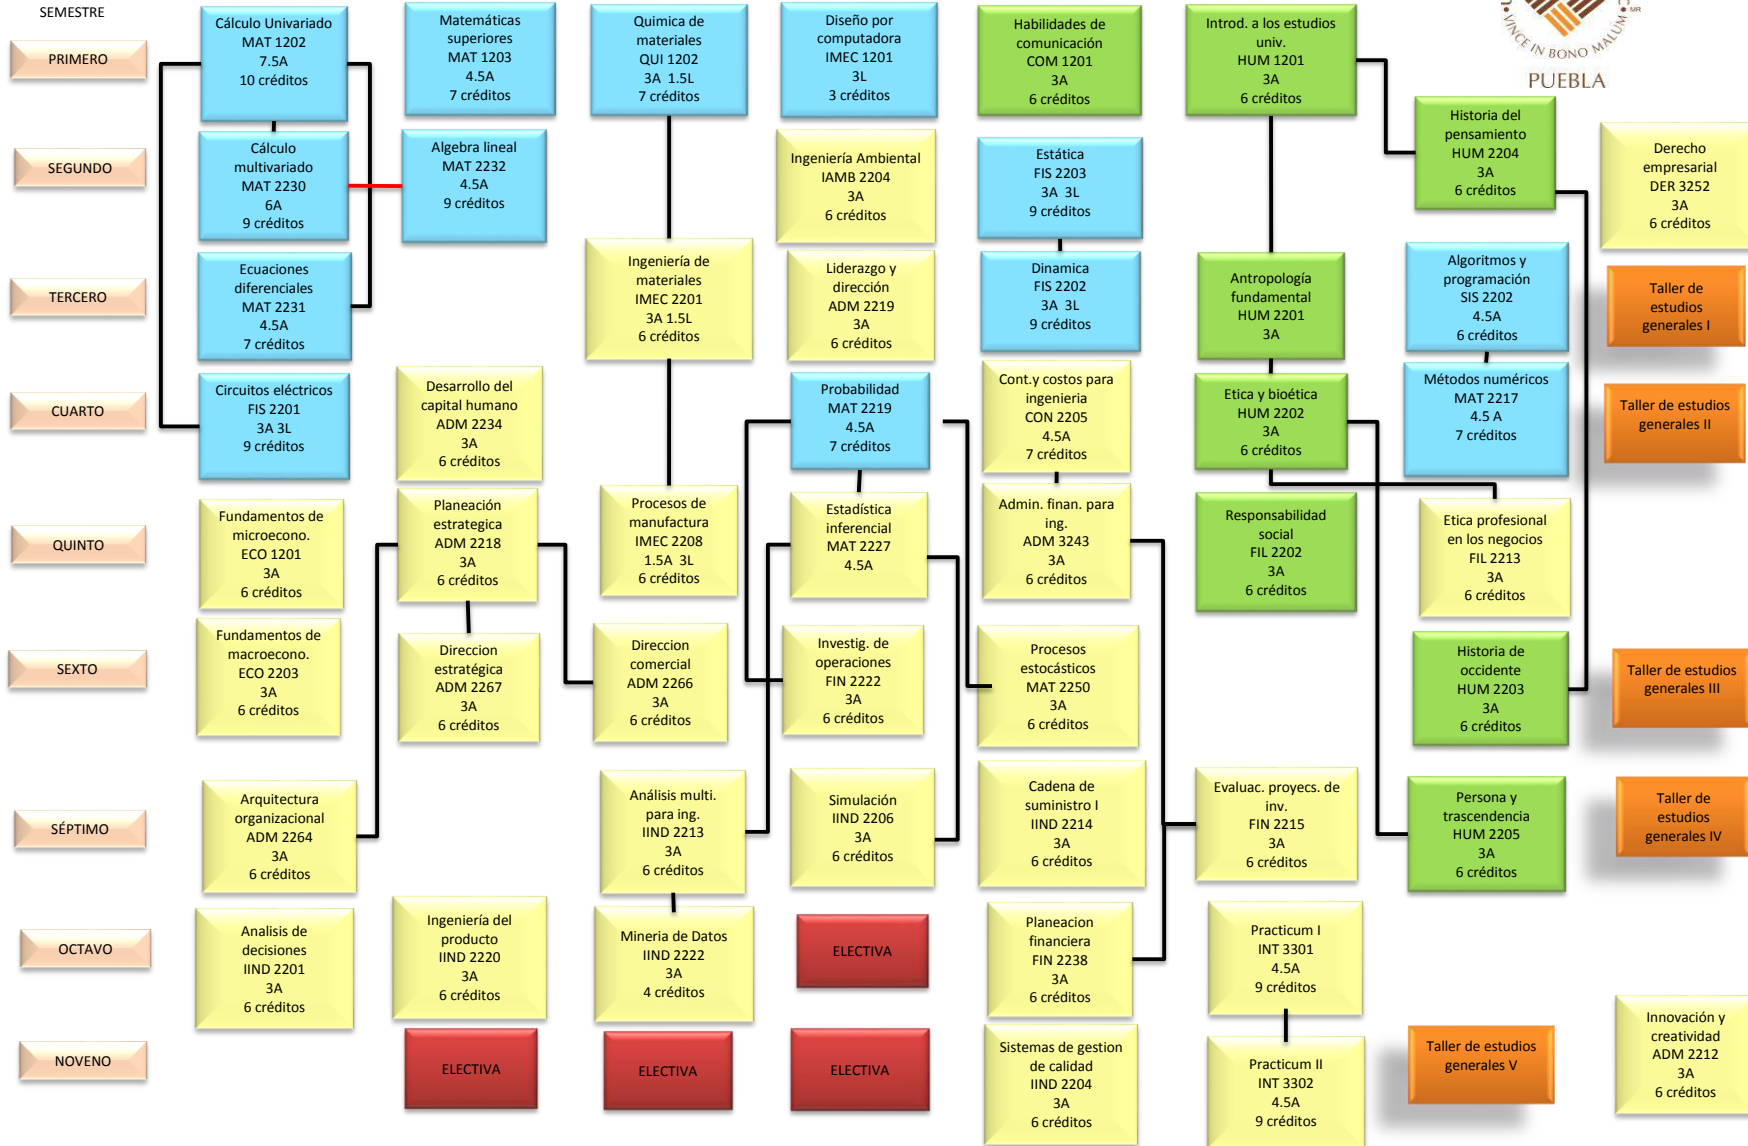 SEMESTRE
PRIMERO
Cálculo Univariado
MAT 1202
7.5A
10 créditos
Matemáticas
superiores
MAT 1203
4.5A
7 créditos
Quimica de
materiales
QUI 1202
3A  1.5L
7 créditos
Diseño por
computadora
IMEC 1201
3L
3 créditos
Habilidades de
comunicación
COM 1201
3A
6 créditos
Introd. a los estudios
univ.
HUM 1201
3A
6 créditos
VINCE IN BONO MALUM
MR
PUEBLA
SEGUNDO
Cálculo
multivariado
MAT 2230
6A
9 créditos
Algebra lineal
MAT 2232
4.5A
9 créditos
Ingeniería Ambiental
IAMB 2204
3A
6 créditos
Estática
FIS 2203
3A  3L
9 créditos
Historia del
pensamiento
HUM 2204
3A
6 créditos
Derecho
empresarial
DER 3252
3A
6 créditos
TERCERO
Ecuaciones
diferenciales
MAT 2231
4.5A
7 créditos
Ingeniería de
materiales
IMEC 2201
3A 1.5L
6 créditos
Liderazgo y
dirección
ADM 2219
3A
6 créditos
Dinamica
FIS 2202
3A  3L
9 créditos
Antropología
fundamental
HUM 2201
3A
Algoritmos y
programación
SIS 2202
4.5A
6 créditos
Taller de
estudios
generales I
CUARTO
Circuitos eléctricos
FIS 2201
3A 3L
9 créditos
Desarrollo del
capital humano
ADM 2234
3A
6 créditos
Probabilidad
MAT 2219
4.5A
7 créditos
Cont.y costos para
ingenieria
CON 2205
4.5A
7 créditos
Etica y bioética
HUM 2202
3A
6 créditos
Métodos numéricos
MAT 2217
4.5 A
7 créditos
Taller de estudios
generales II
QUINTO
Fundamentos de
microecono.
ECO 1201
3A
6 créditos
Planeación
estrategica
ADM 2218
3A
6 créditos
Procesos de
manufactura
IMEC 2208
1.5A  3L
6 créditos
Estadística
inferencial
MAT 2227
4.5A
Admin. finan. para
ing.
ADM 3243
3A
6 créditos
Responsabilidad
social
FIL 2202
3A
6 créditos
Etica profesional
en los negocios
FIL 2213
3A
6 créditos
SEXTO
Fundamentos de
macroecono.
ECO 2203
3A
6 créditos
Direccion
estratégica
ADM 2267
3A
6 créditos
Direccion
comercial
ADM 2266
3A
6 créditos
Investig. de
operaciones
FIN 2222
3A
6 créditos
Procesos
estocásticos
MAT 2250
3A
6 créditos
Historia de
occidente
HUM 2203
3A
6 créditos
Taller de estudios
generales III
SÉPTIMO
Arquitectura
organizacional
ADM 2264
3A
6 créditos
Análisis multi.
para ing.
IIND 2213
3A
6 créditos
Simulación
IIND 2206
3A
6 créditos
Cadena de
suministro I
IIND 2214
3A
6 créditos
Evaluac. proyecs. de
inv.
FIN 2215
3A
6 créditos
Persona y
trascendencia
HUM 2205
3A
6 créditos
Taller de
estudios
generales IV
OCTAVO
Analisis de
decisiones
IIND 2201
3A
6 créditos
Ingeniería del
producto
IIND 2220
3A
6 créditos
Mineria de Datos
IIND 2222
3A
4 créditos
ELECTIVA
Planeacion
financiera
FIN 2238
3A
6 créditos
Practicum I
INT 3301
4.5A
9 créditos
NOVENO
ELECTIVA
ELECTIVA
ELECTIVA
Sistemas de gestion
de calidad
IIND 2204
3A
6 créditos
Practicum II
INT 3302
4.5A
9 créditos
Taller de estudios
generales V
Innovación y
creatividad
ADM 2212
3A
6 créditos